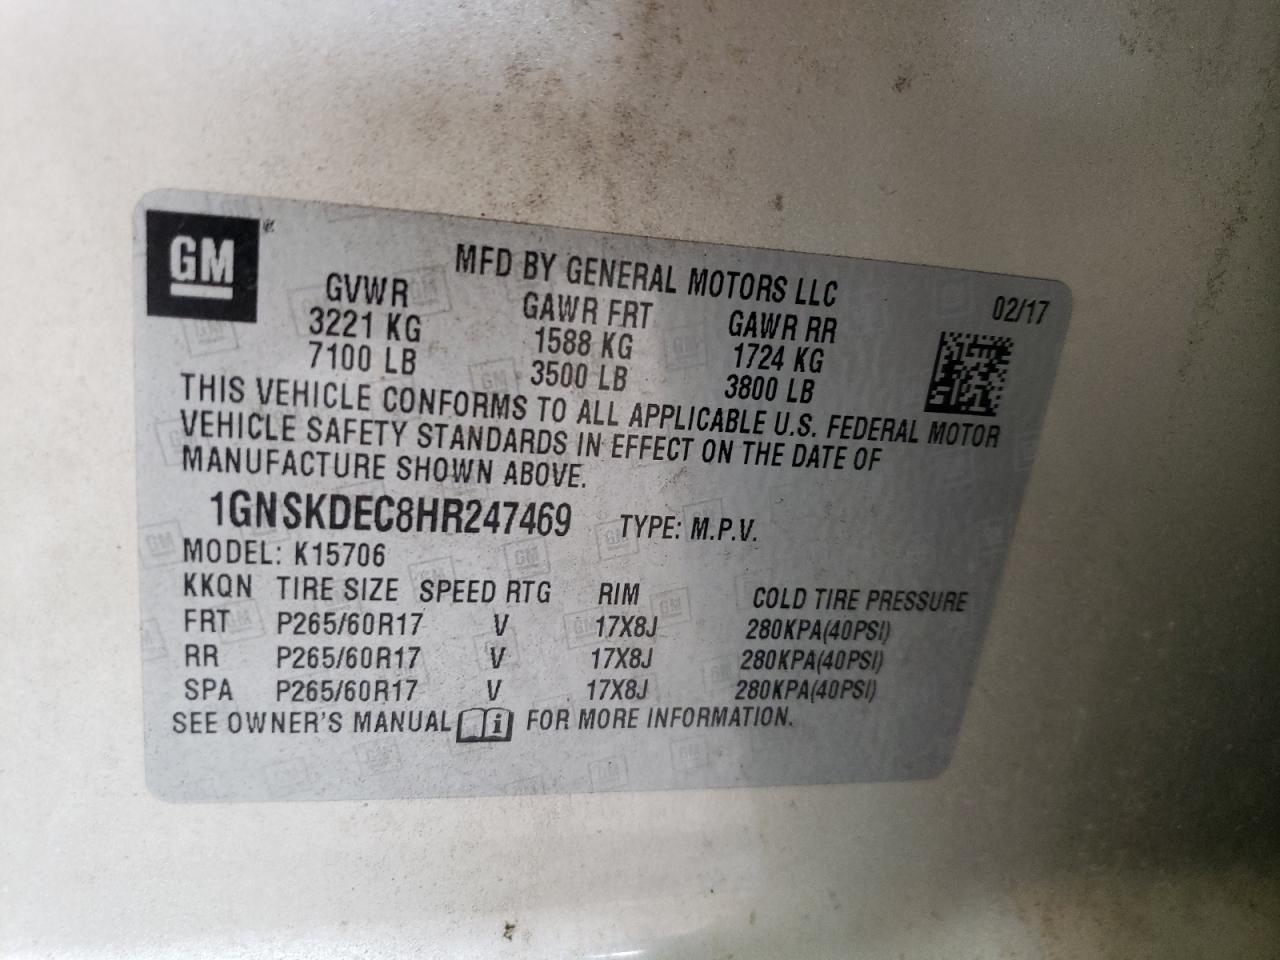 GM
MFD BY GENERAL MOTORS LLC
02/17
GVWR GAWR FRT GAWR RR
3221 KG 1588 KG 1724 KG
7100 LB 3500 LB 3800 LB
THIS VEHICLE CONFORMS TO ALL APPLICABLE U.S. FEDERAL MOTOR
VEHICLE SAFETY STANDARDS IN EFFECT ON THE DATE OF
MANUFACTURE SHOWN ABOVE.
1GNSKDEC8HR247469 TYPE: M.P.V.
MODEL: K15706
KKQN TIRE SIZE SPEED RTG RIM COLD TIRE PRESSURE
FRT P265/60R17 V 17X8J 280KPA(40PSI)
RR P265/60R17 V 17X8J 280KPA(40PSI)
SPA P265/60R17 V 17X8J 280KPA(40PSI)
SEE OWNER'S MANUAL i FOR MORE INFORMATION.